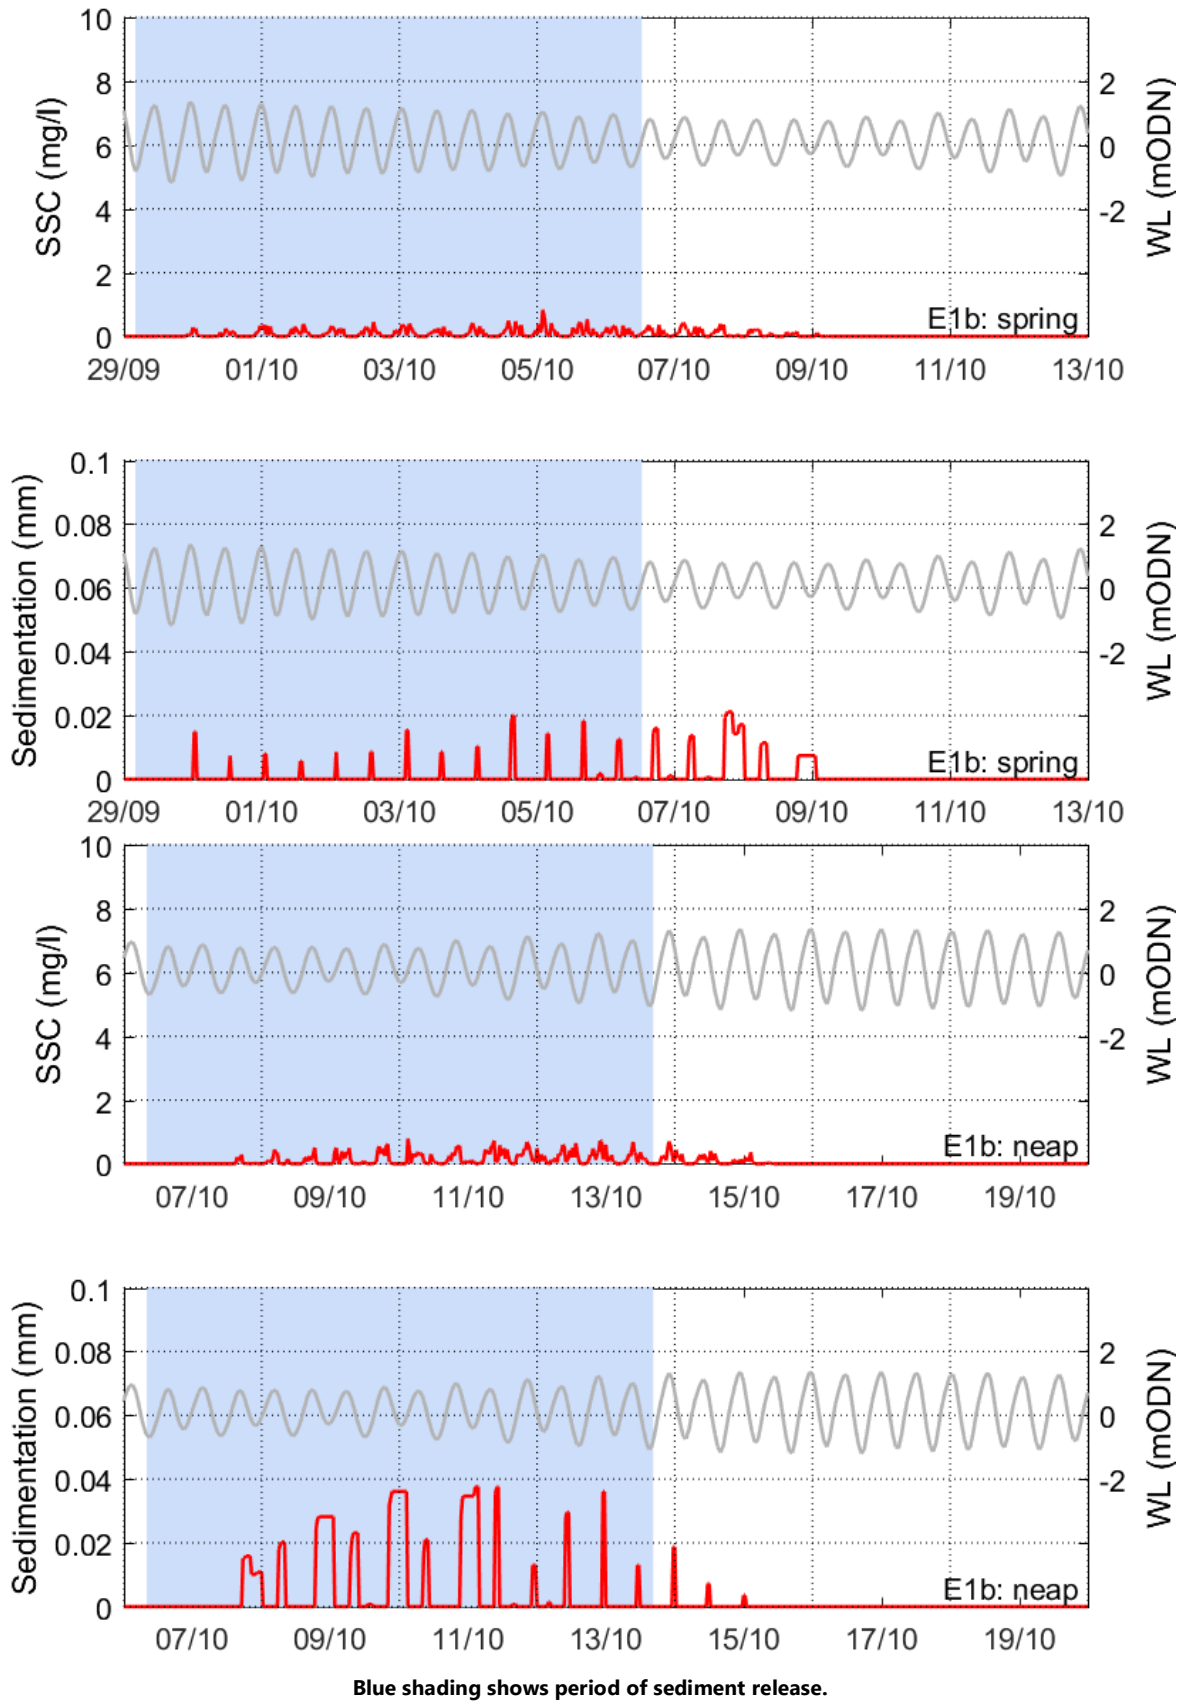 10
8
6
4
2
0
SSC (mg/l)
2
0
-2
WL (mODN)
E1b: spring
29/09 01/10 03/10 05/10 07/10 09/10 11/10 13/10
0.1
0.08
0.06
0.04
0.02
0
Sedimentation (mm)
2
0
-2
WL (mODN)
E1b: spring
29/09 01/10 03/10 05/10 07/10 09/10 11/10 13/10
10
8
6
4
2
0
SSC (mg/l)
2
0
-2
WL (mODN)
E1b: neap
07/10 09/10 11/10 13/10 15/10 17/10 19/10
0.1
0.08
0.06
0.04
0.02
0
Sedimentation (mm)
2
0
-2
WL (mODN)
E1b: neap
07/10 09/10 11/10 13/10 15/10 17/10 19/10
Blue shading shows period of sediment release.